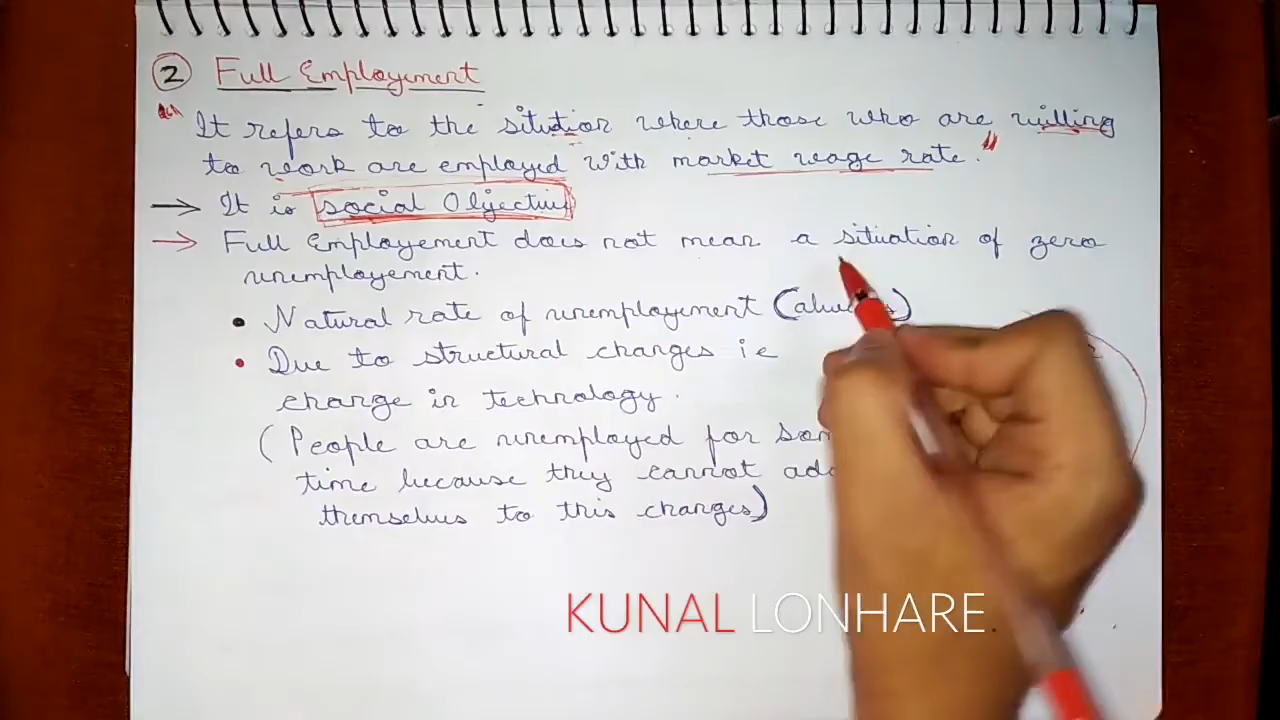 2 Full Employement
"It refers to the situtution where those who are willing
to work are employed with market wage rate."
→ It is social Objective
→ Full Employement does not mean a situation of zero
unemployement.
• Natural rate of unemployement (
• Due to structural changes ie
change in technology.
(People are unemployed for
time because they cannot
themselves to this changes)
KUNAL LONHARE.